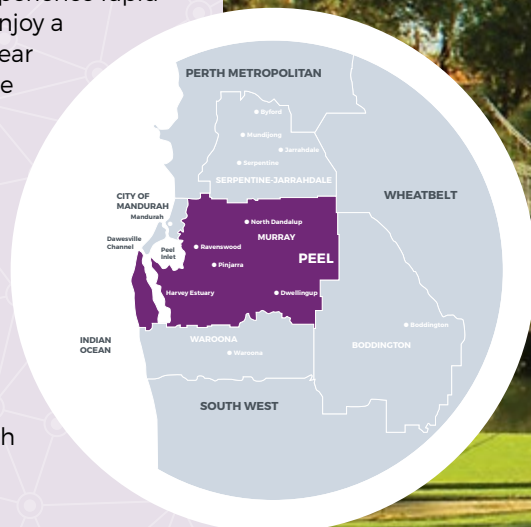 njoy a
ear
e
PERTH METROPOLITAN
Byford
Mundijong
Jarrahdale
Serpentine
SERPENTINE-JARRAHDALE
CITY OF
MANDURAH
Mandurah
WHEATBELT
North Dandalup
MURRAY
Dawesville
Channel
Peel
Inlet
Ravenswood
PEEL
Pinjarra
Harvey Estuary
Dwellingup
INDIAN
OCEAN
WAROONA
Waroona
Boddington
BODDINGTON
SOUTH WEST
h